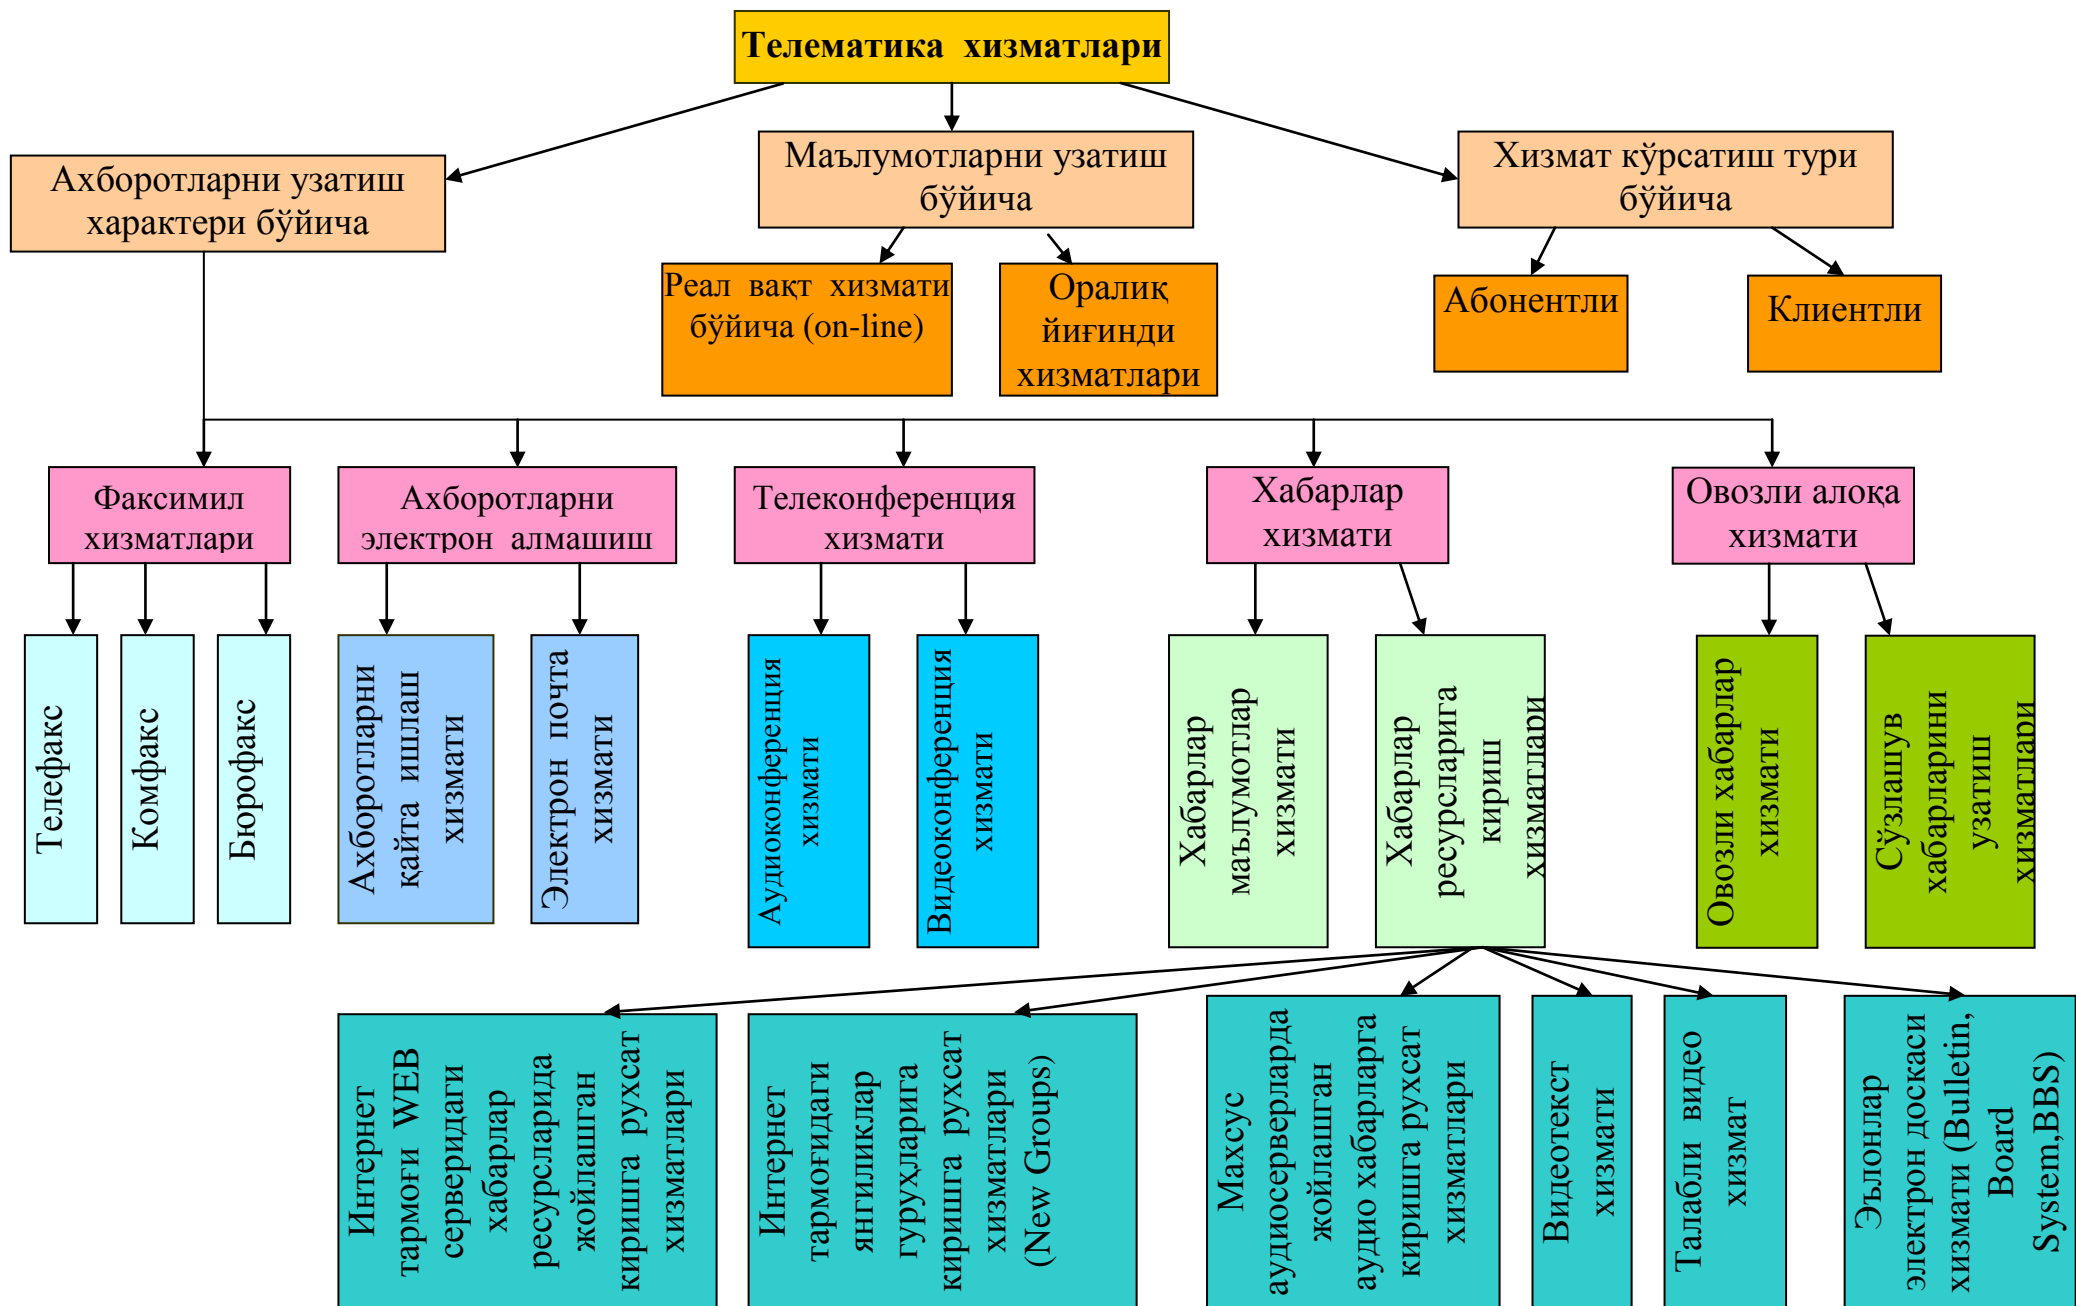 Телематика хизматлари
Ахборотларни узатиш
характери бўйича
Маълумотларни узатиш
бўйича
Хизмат кўрсатиш тури
бўйича
Реал вақт хизмати
бўйича (on-line)
Оралиқ
йиғинди
хизматлари
Абонентли
Клиентли
Факсимил
хизматлари
Ахборотларни
электрон алмашиш
Телеконференция
хизмати
Хабарлар
хизмати
Овозли алоқа
хизмати
Телефакс
Комфакс
Бюрофакс
Ахборотларни
қайта ишлаш
хизмати
Электрон почта
хизмати
Аудиоконференция
хизмати
Видеоконференция
хизмати
Хабарлар
маълумотлар
хизмати
Хабарлар
ресурсларига
кириш
хизматлари
Овозли хабарлар
хизмати
Сўзлашув
хабарларини
узатиш
хизматлари
Интернет
тармоғи WEB
серверидаги
хабарлар
ресурсларида
жойлашган
киришга рухсат
хизматлари
Интернет
тармоғидаги
янгиликлар
гуруҳларига
киришга рухсат
хизматлари
(New Groups)
Махсус
аудиосерверларда
жойлашган
аудио хабарларга
киришга рухсат
хизматлари
Видеотекст
хизмати
Талабли видео
хизмат
Эълонлар
электрон доскаси
хизмати (Bulletin,
Board
System,BBS)